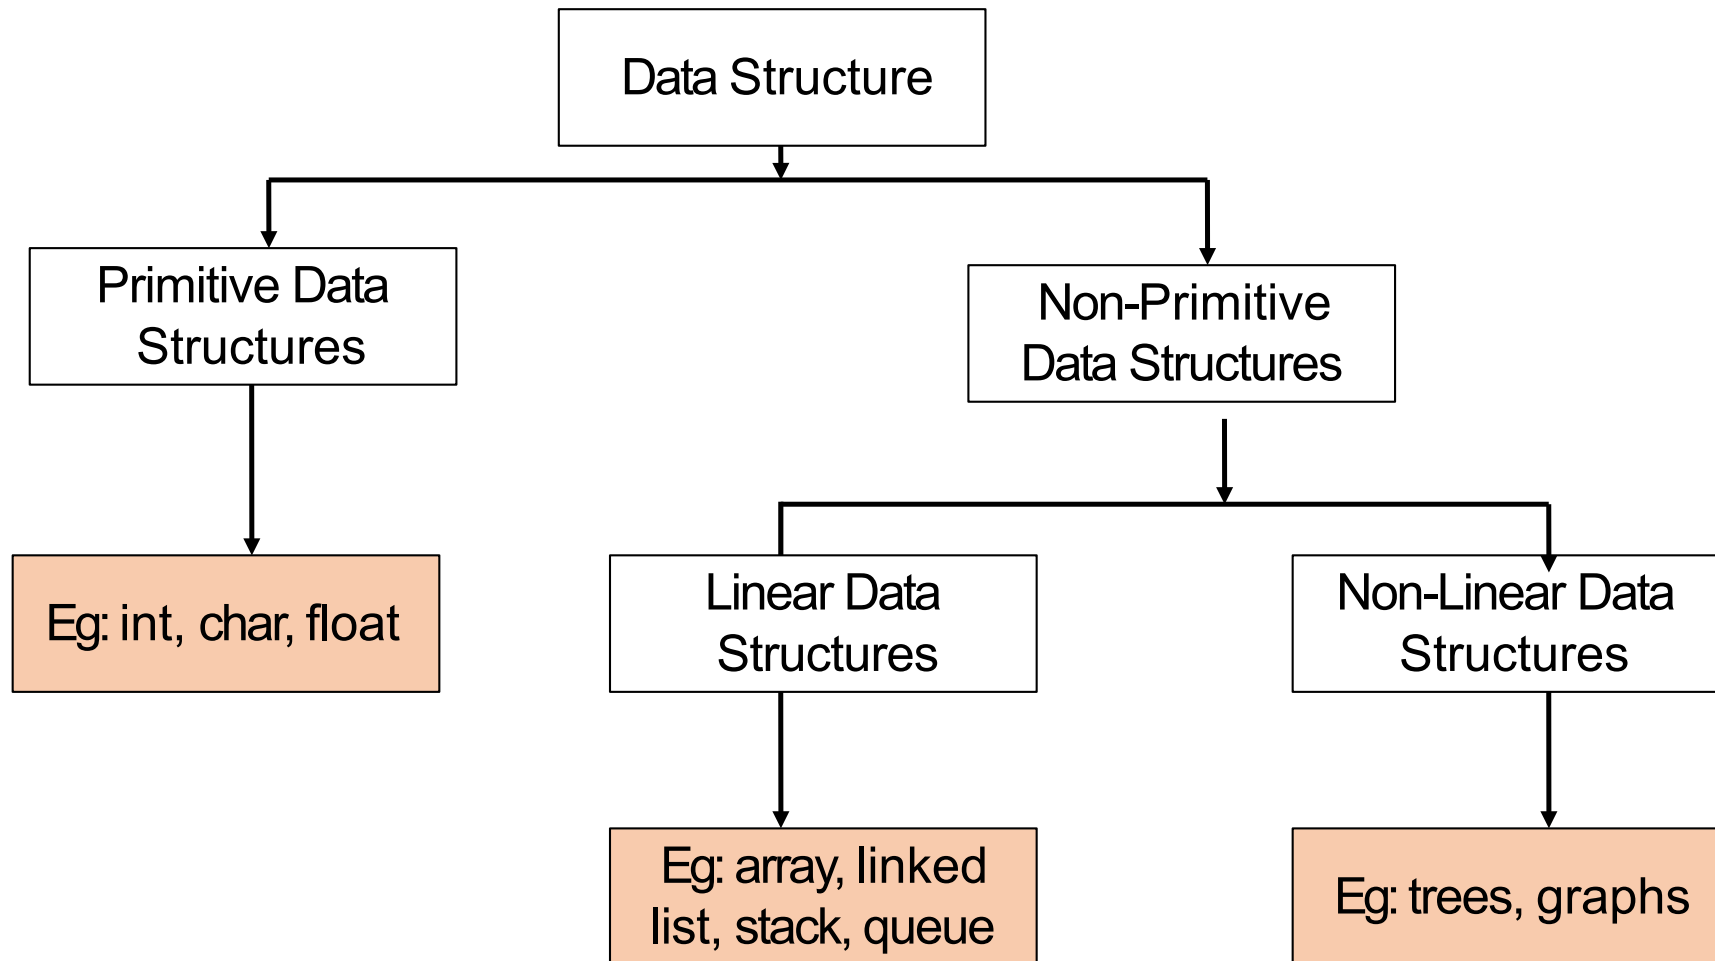 Data Structure
Primitive Data
Structures
Non-Primitive
Data Structures
Eg: int, char, float
Linear Data
Structures
Non-Linear Data
Structures
Eg: array, linked
list, stack, queue
Eg: trees, graphs